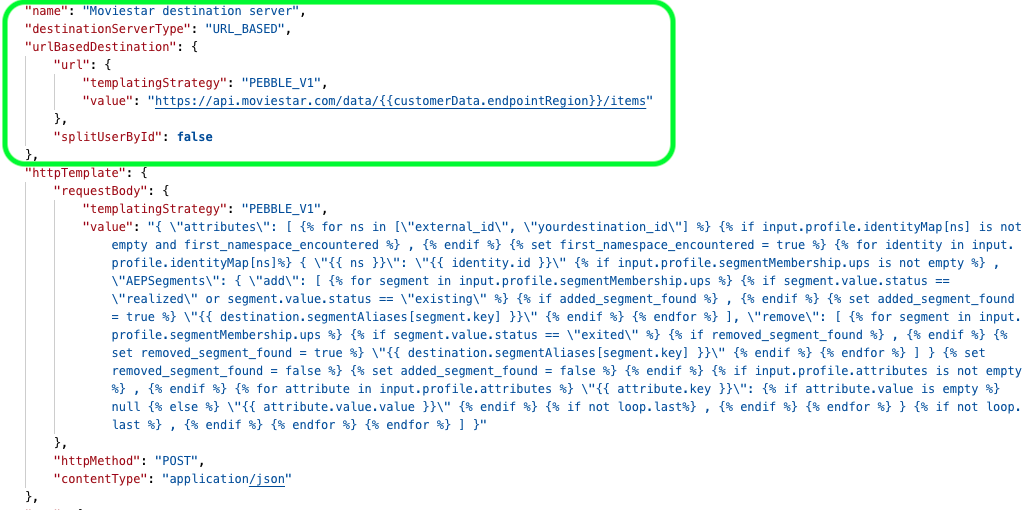 "name": "Moviestar destination server",
"destinationServerType": "URL_BASED",
"urlBasedDestination": {
"url": {
"templatingStrategy": "PEBBLE_V1",
"value": "https://api.moviestar.com/data/{{customerData.endpointRegion}}/items"
},
"splitUserById": false
},
"httpTemplate": {
"requestBody": {
"templatingStrategy": "PEBBLE_V1",
"value": "{ \"attributes\": [ {% for ns in [\"external_id\", \"yourdestination_id\"] %} {% if input.profile.identityMap[ns] is not
empty and first_namespace_encountered %} , {% endif %} {% set first_namespace_encountered = true %} {% for identity in input.
profile.identityMap[ns]%} { \"{{ ns }}\": \"{{ identity.id }}\" {% if input.profile.segmentMembership.ups is not empty %} ,
\"AEPSegments\": { \"add\": [ {% for segment in input.profile.segmentMembership.ups %} {% if segment.value.status ==
\"realized\" or segment.value.status == \"existing\" %} {% if added_segment_found %} , {% endif %} {% set added_segment_found
= true %} \"{{ destination.segmentAliases[segment.key] }}\" {% endif %} {% endfor %} ], \"remove\": [ {% for segment in input.
profile.segmentMembership.ups %} {% if segment.value.status == \"exited\" %} {% if removed_segment_found %} , {% endif %} {%
set removed_segment_found = true %} \"{{ destination.segmentAliases[segment.key] }}\" {% endif %} {% endfor %} ] } {% set
removed_segment_found = false %} {% set added_segment_found = false %} {% endif %} {% if input.profile.attributes is not empty
%} , {% endif %} {% for attribute in input.profile.attributes %} \"{{ attribute.key }}\": {% if attribute.value is empty %}
null {% else %} \"{{ attribute.value.value }}\" {% endif %} {% if not loop.last%} , {% endif %} {% endfor %} } {% if not loop.
last %} , {% endif %} {% endfor %} {% endfor %} ] }"
},
"httpMethod": "POST",
"contentType": "application/json"
},